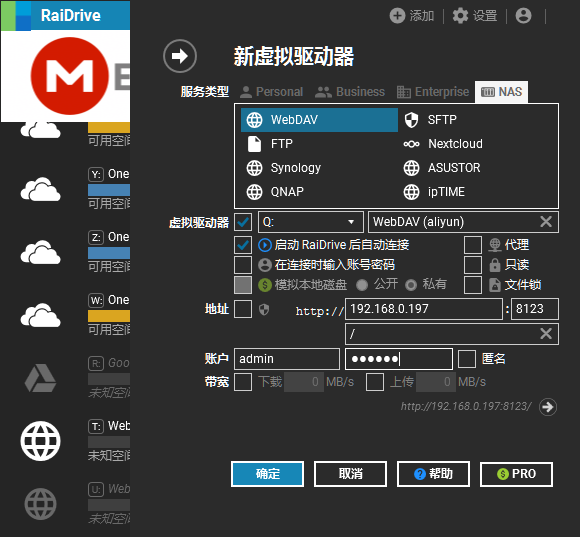 RaiDrive
添加
设置
M
新虚拟驱动器
服务类型
Personal
Business
Enterprise
NAS
WebDAV
SFTP
FTP
Nextcloud
Synology
ASUSTOR
QNAP
ipTIME
虚拟驱动器
Q:
WebDAV (aliyun)
启动 RaiDrive 后自动连接
代理
在连接时输入账号密码
只读
$ 模拟本地磁盘
公开
私有
文件锁
地址
http://
192.168.0.197
:
8123
/
账户
admin
●●●●●●
匿名
带宽
下载
0
MB/s
上传
0
MB/s
http://192.168.0.197:8123/
确定
取消
? 帮助
$ PRO
可用空间
Y: One
可用空间
Z: One
可用空间
W: One
可用空间
R: Goo
未知空间
T: Web
未知空间
U: Web
未知空间